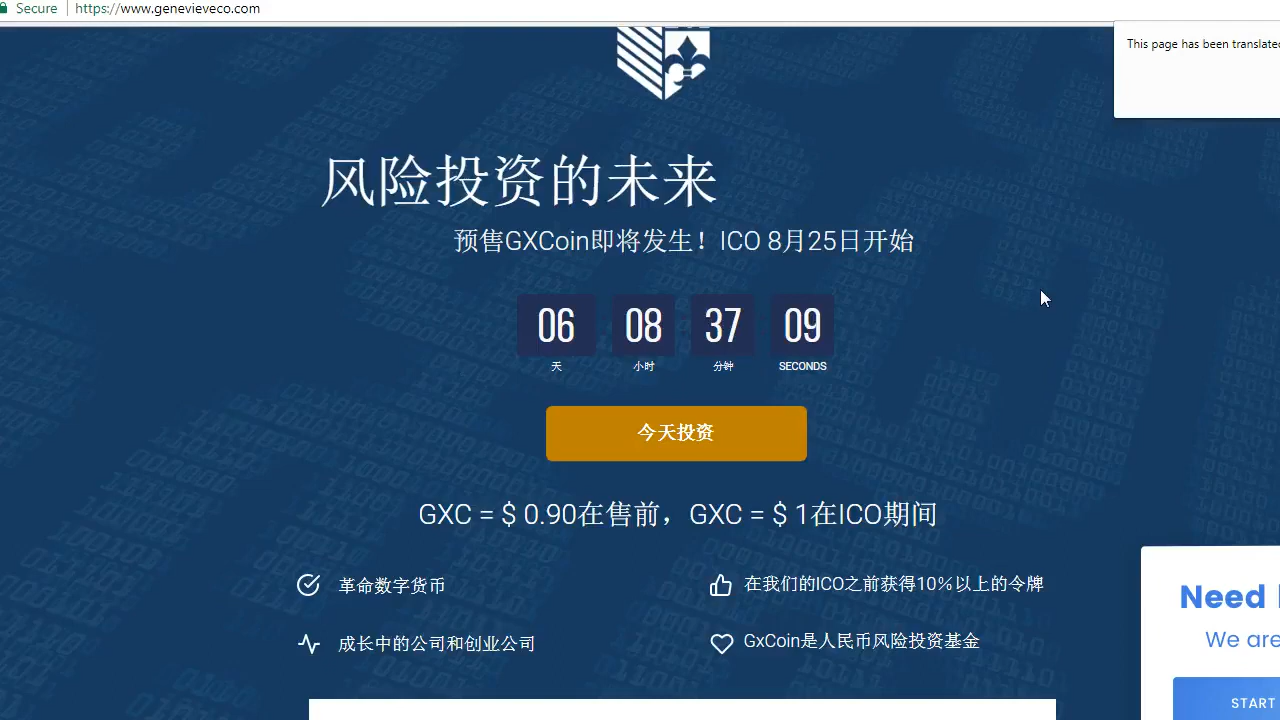 Secure
https://www.genevieveco.com
This page has been translated
风险投资的未来
预售GXCoin即将发生！ICO 8月25日开始
06 08 37 09
天 小时 分钟 SECONDS
今天投资
GXC = $ 0.90在售前，GXC = $ 1在ICO期间
革命数字货币
在我们的ICO之前获得10％以上的令牌
成长中的公司和创业公司
GxCoin是人民币风险投资基金
Need
We are
START